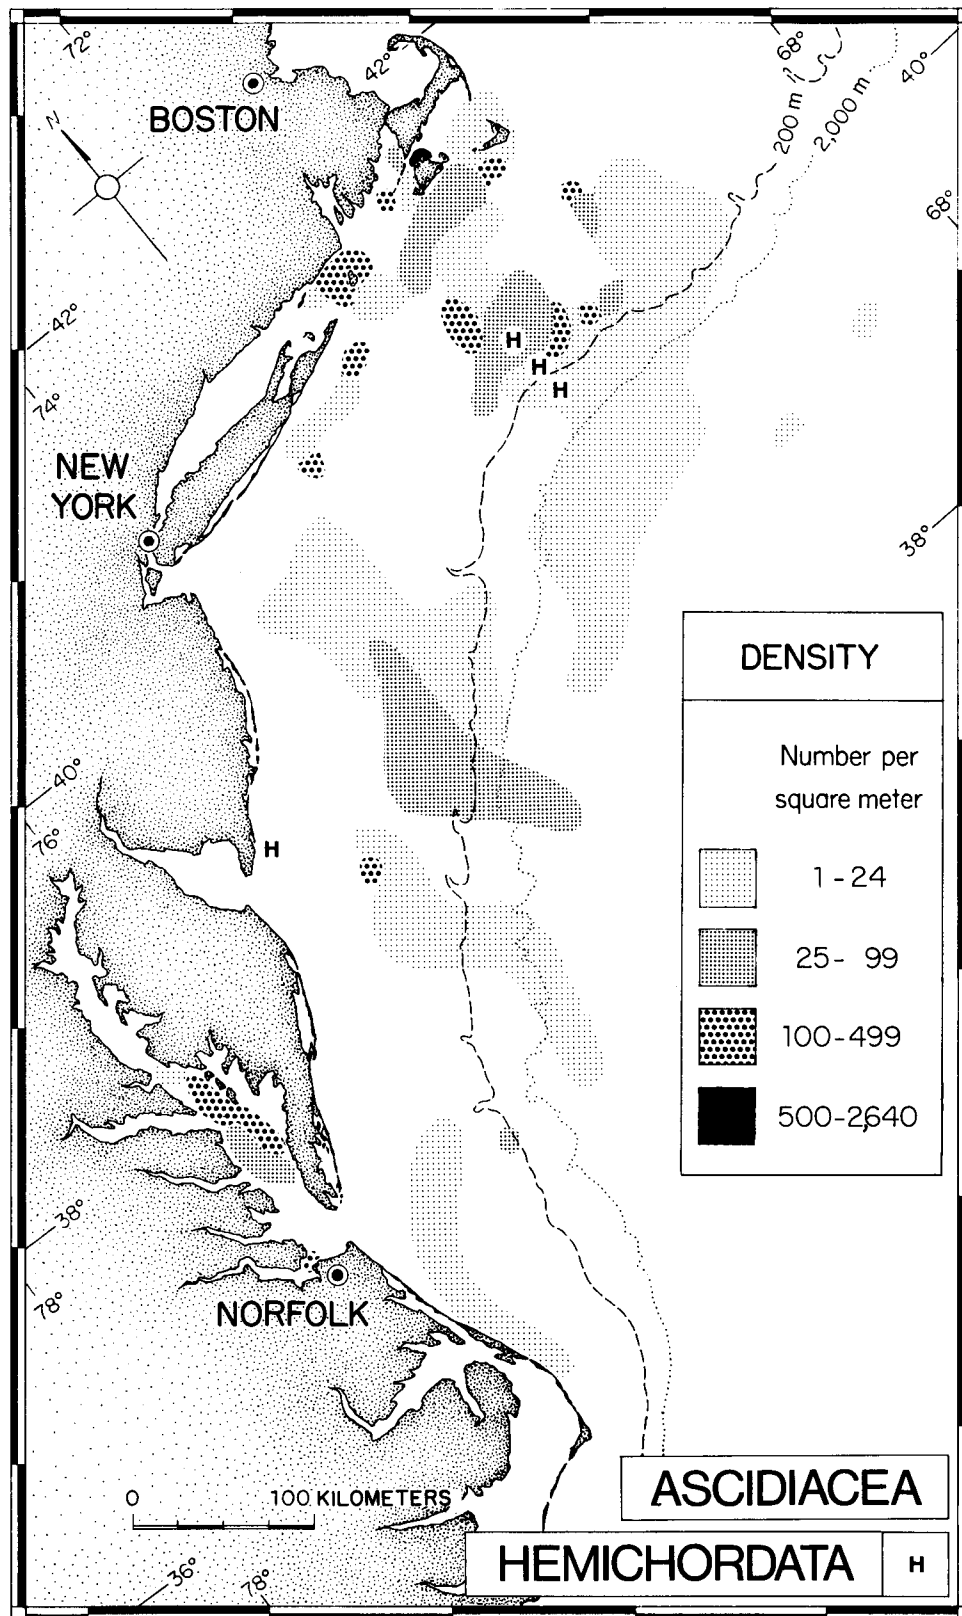 72°
42°
68°
40°
BOSTON
N
200 m
2,000 m
68°
42°
74°
H
H
H
NEW
YORK
38°
DENSITY
Number per
square meter
1-24
25- 99
100-499
500-2,640
40°
76°
H
38°
78°
NORFOLK
0 100 KILOMETERS
ASCIDIACEA
HEMICHORDATA H
36°
78°